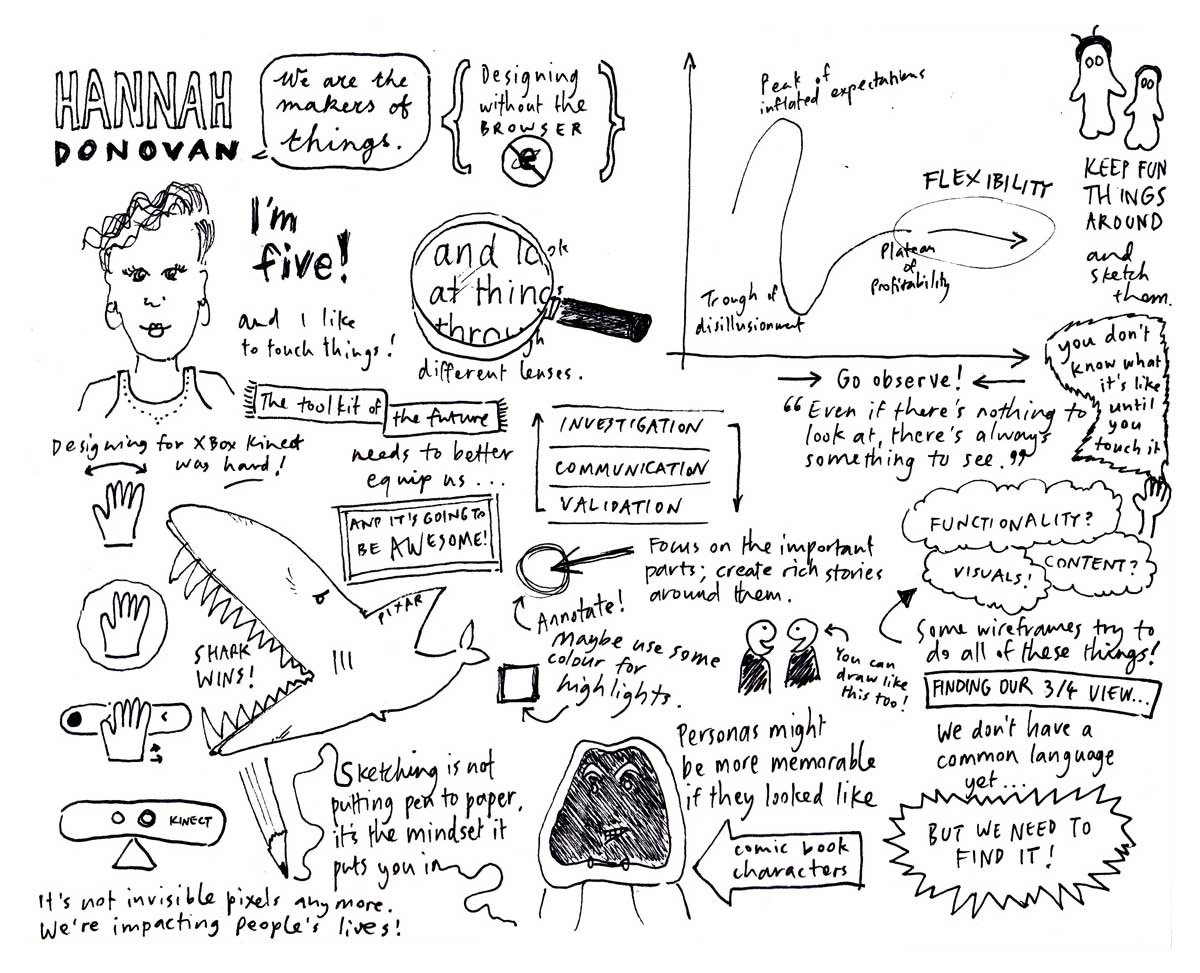 HANNAH
DONOVAN
We are the
makers of
things.
Designing
without the
BROWSER
e
I'm
five!
and I like
to touch things!
and look
at things
through
different lenses.
Peak of
inflated expectations
Trough of
disillusionment
Plateau
of
profitability
FLEXIBILITY
KEEP FUN
THINGS
AROUND
and
sketch
them.
The toolkit of
the future
needs to better
equip us ...
AND IT'S GOING TO
BE AWESOME!
Designing for XBox Kinect
was hard!
INVESTIGATION
COMMUNICATION
VALIDATION
Go observe!
“Even if there's nothing to
look at, there's always
something to see.”
you don't
know what
it's like
until
you
touch it
PIXAR
SHARK
WINS!
Focus on the important
parts; create rich stories
around them.
Annotate!
Maybe use some
colour for
highlights.
You can
draw like
this too!
FUNCTIONALITY?
VISUALS!
CONTENT?
Some wireframes try to
do all of these things!
FINDING OUR 3/4 VIEW...
We don't have a
common language
yet ...
BUT WE NEED TO
FIND IT!
Personas might
be more memorable
if they looked like
comic book
characters
Sketching is not
putting pen to paper,
it's the mindset it
puts you in
KINECT
It's not invisible pixels any more.
We're impacting people's lives!